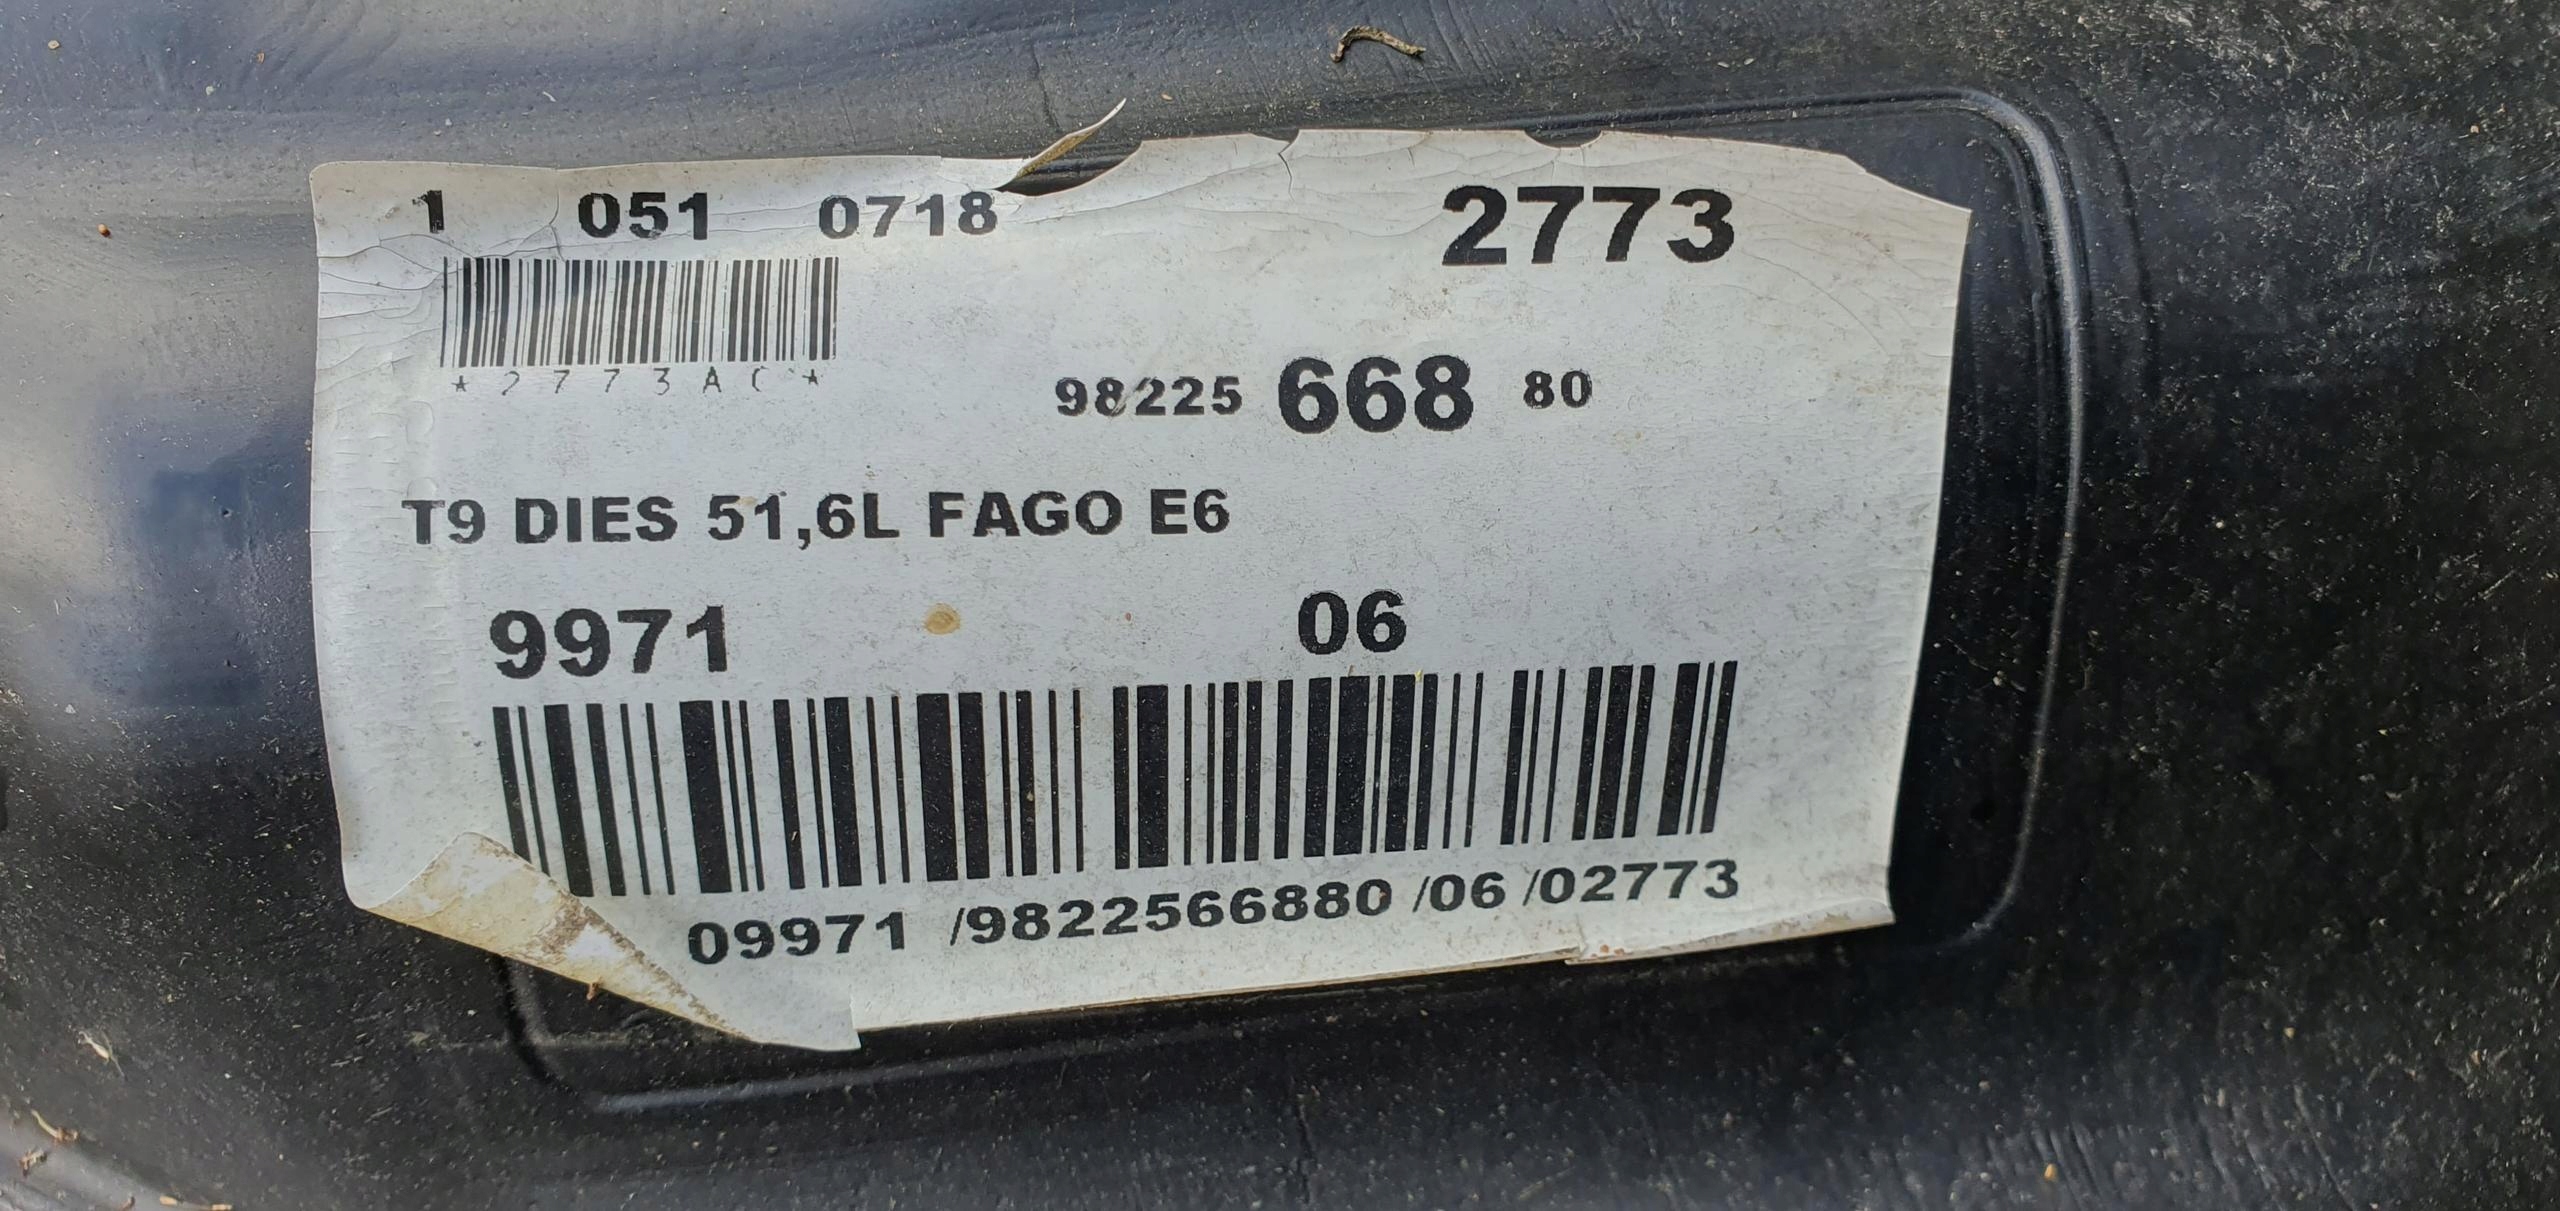 1 051 0718 2773
*2773AC*
98225 668 80
T9 DIES 51,6L FAGO E6
9971 06
09971 /9822566880 /06 /02773